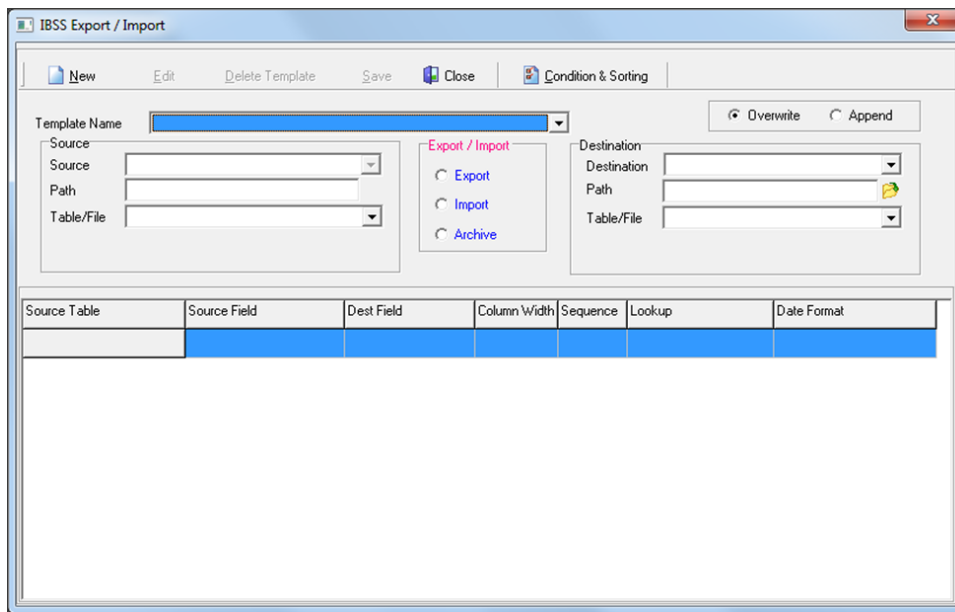 IBSS Export / Import
New Edit Delete Template Save Close Condition & Sorting
Template Name
Overwrite Append
Source
Source
Path
Table/File
Export / Import
Export
Import
Archive
Destination
Destination
Path
Table/File
Source Table Source Field Dest Field Column Width Sequence Lookup Date Format